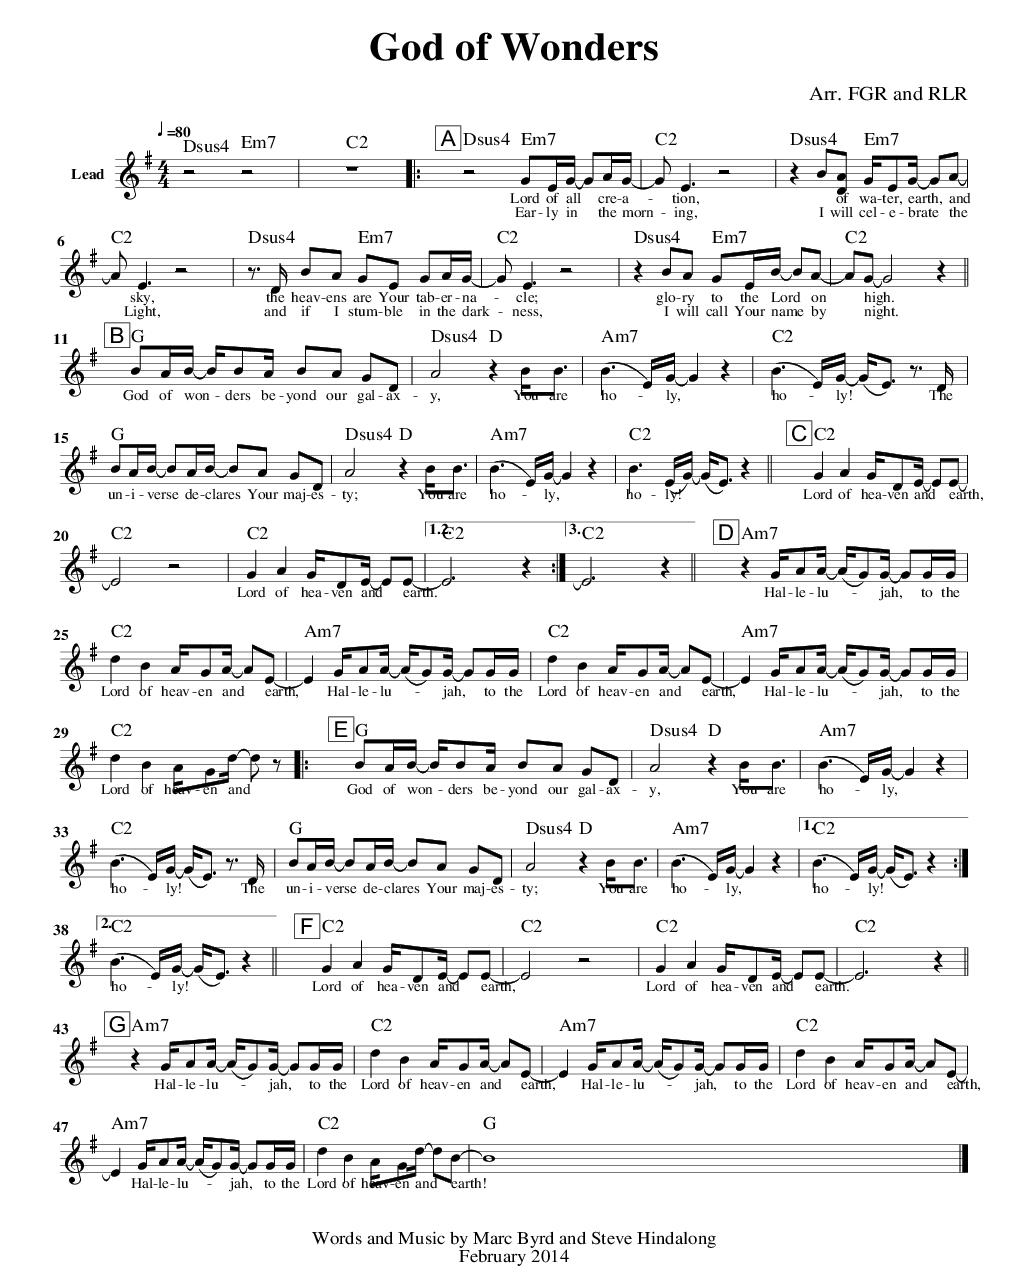 God of Wonders
Arr. FGR and RLR
♩=80
Dsus4 Em7 C2 A Dsus4 Em7 C2 Dsus4 Em7
Lead
Lord of all cre-a - tion, of wa-ter, earth, and
Ear-ly in the morn - ing, I will cel-e-brate the
6 C2 Dsus4 Em7 C2 Dsus4 Em7 C2
sky, the heav-ens are Your tab-er-na - cle; glo-ry to the Lord on high.
Light, and if I stum-ble in the dark - ness, I will call Your name by night.
11 B G Dsus4 D Am7 C2
God of won - ders be-yond our gal-ax - y, You are ho - ly, ho - ly! The
15 G Dsus4 D Am7 C2 C C2
un-i-verse de-clares Your maj-es - ty; You are ho - ly, ho-ly! Lord of hea-ven and earth,
20 C2 C2 1.2. C2 3. C2 D Am7
Lord of hea-ven and earth. Hal-le-lu - jah, to the
25 C2 Am7 C2 Am7
Lord of heav-en and earth, Hal-le-lu - jah, to the Lord of heav-en and earth, Hal-le-lu - jah, to the
29 C2 E G Dsus4 D Am7
Lord of heav-en and God of won - ders be-yond our gal-ax - y, You are ho - ly,
33 C2 G Dsus4 D Am7 1. C2
ho - ly! The un-i-verse de-clares Your maj-es - ty; You are ho - ly, ho - ly!
38 2. C2 F C2 C2 C2 C2
ho - ly! Lord of hea-ven and earth, Lord of hea-ven and earth.
43 G Am7 C2 Am7 C2
Hal-le-lu - jah, to the Lord of heav-en and earth, Hal-le-lu - jah, to the Lord of heav-en and earth,
47 Am7 C2 G
Hal-le-lu - jah, to the Lord of heav-en and earth!
Words and Music by Marc Byrd and Steve Hindalong
February 2014